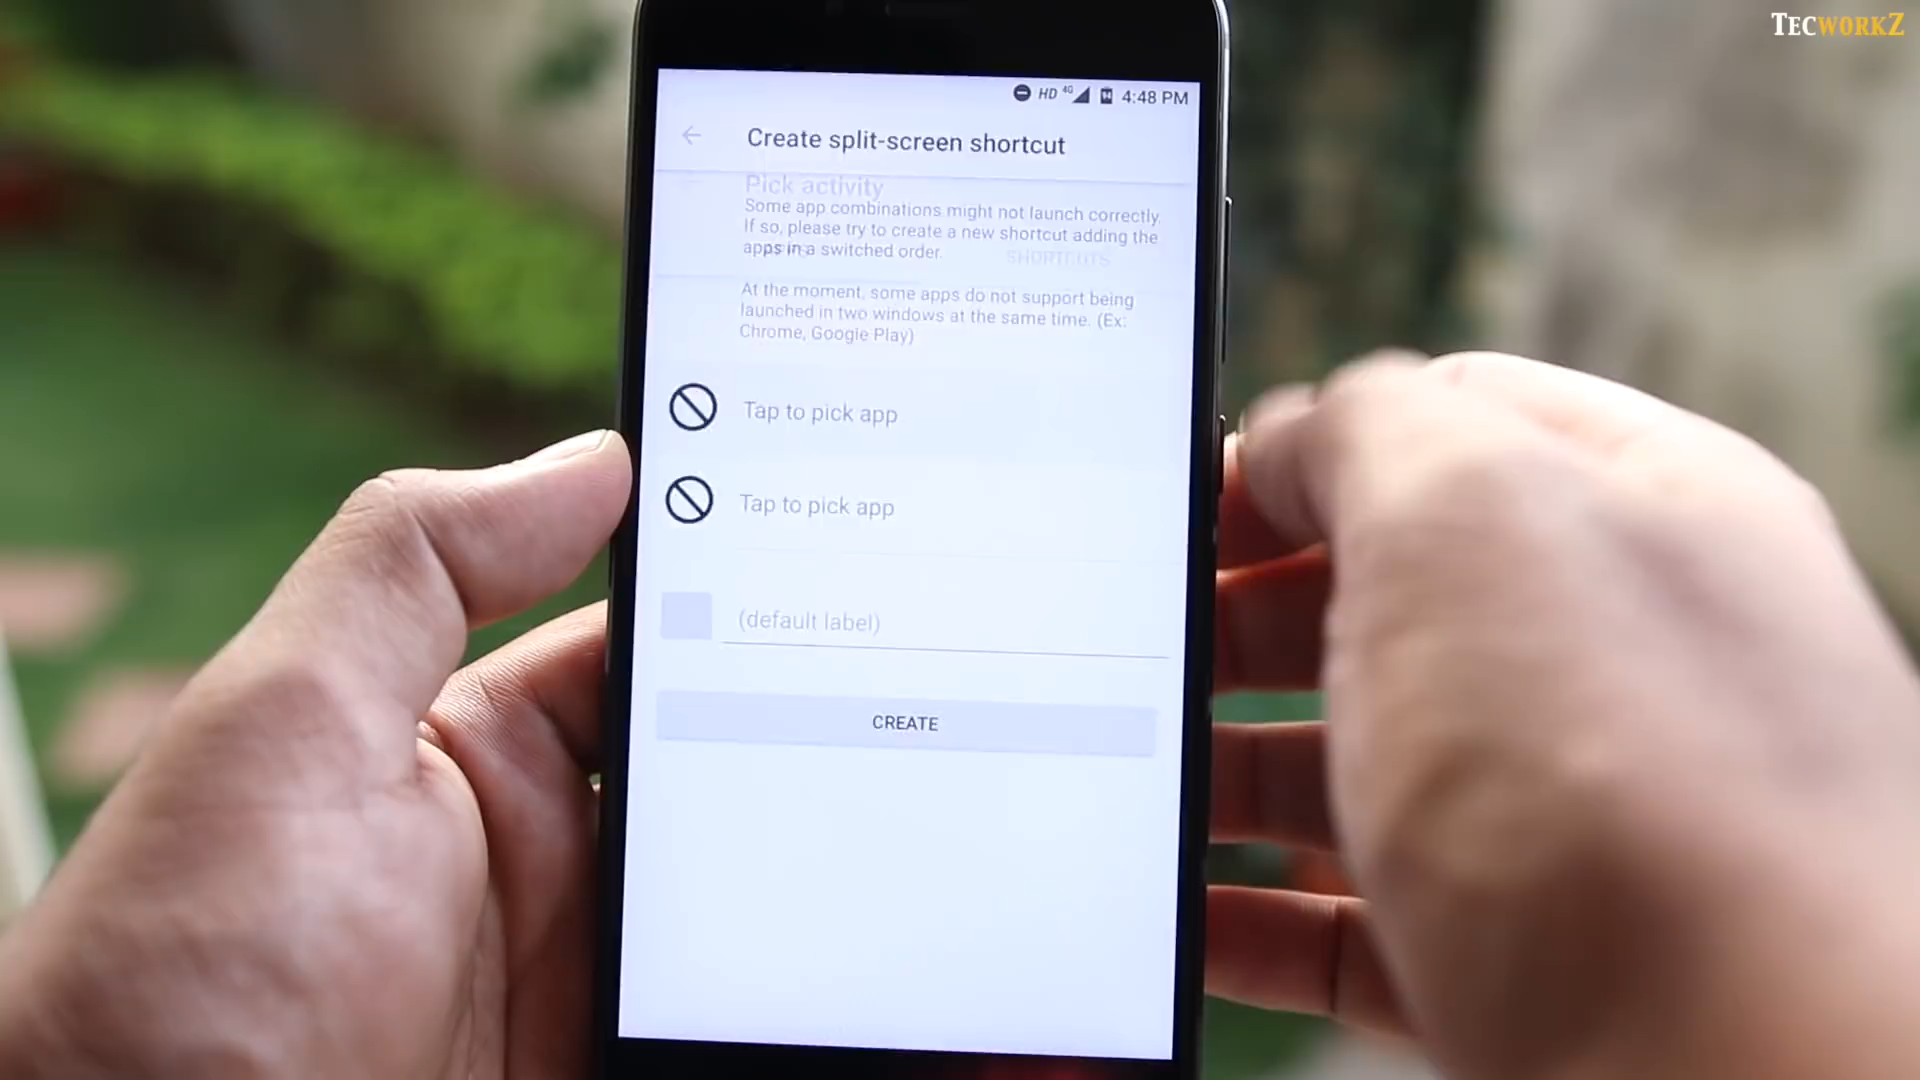 TECWORKZ
HD 4G 94 4:48 PM
Create split-screen shortcut
Pick activity
Some app combinations might not launch correctly.
If so, please try to create a new shortcut adding the
apps in a switched order.
SHORTCUTS
At the moment, some apps do not support being
launched in two windows at the same time. (Ex:
Chrome, Google Play)
Tap to pick app
Tap to pick app
(default label)
CREATE